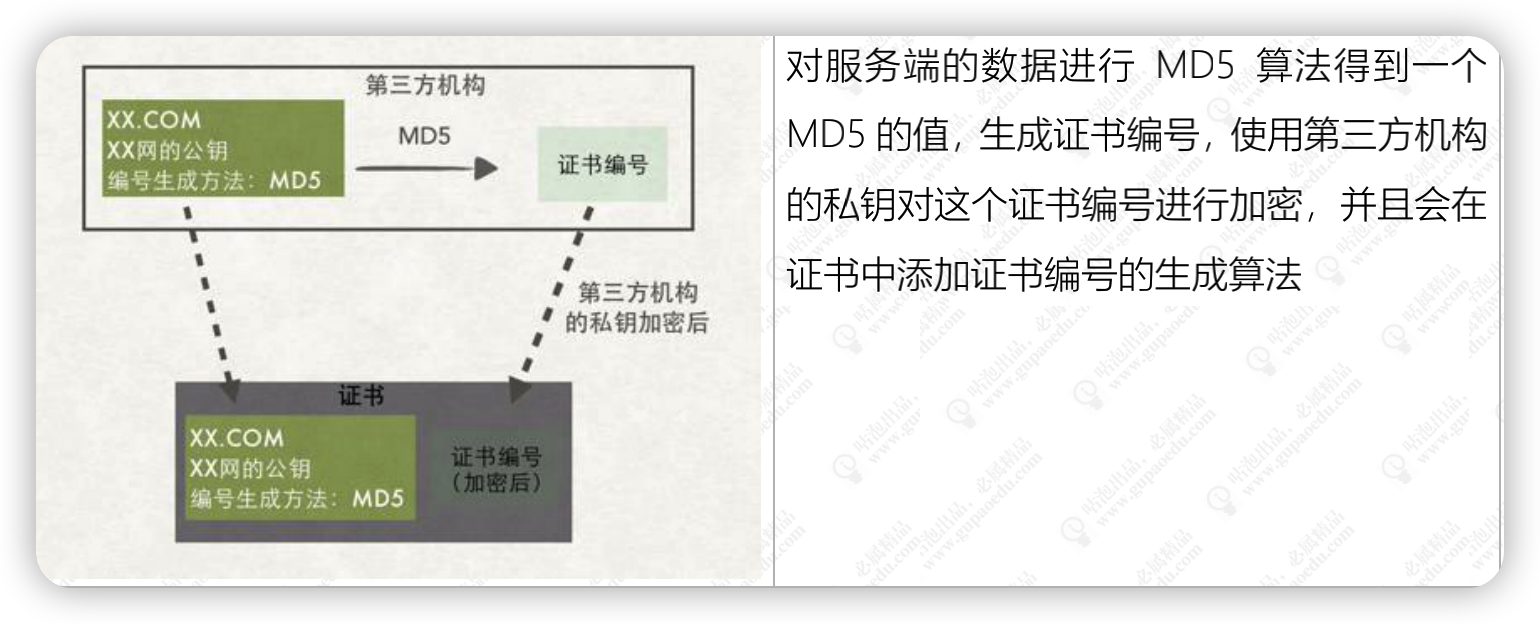 第三方机构
XX.COM
XX网的公钥
编号生成方法：MD5
MD5
证书编号
第三方机构
的私钥加密后
证书
XX.COM
XX网的公钥
编号生成方法：MD5
证书编号
（加密后）
对服务端的数据进行 MD5 算法得到一个
MD5 的值，生成证书编号，使用第三方机构
的私钥对这个证书编号进行加密，并且会在
证书中添加证书编号的生成算法